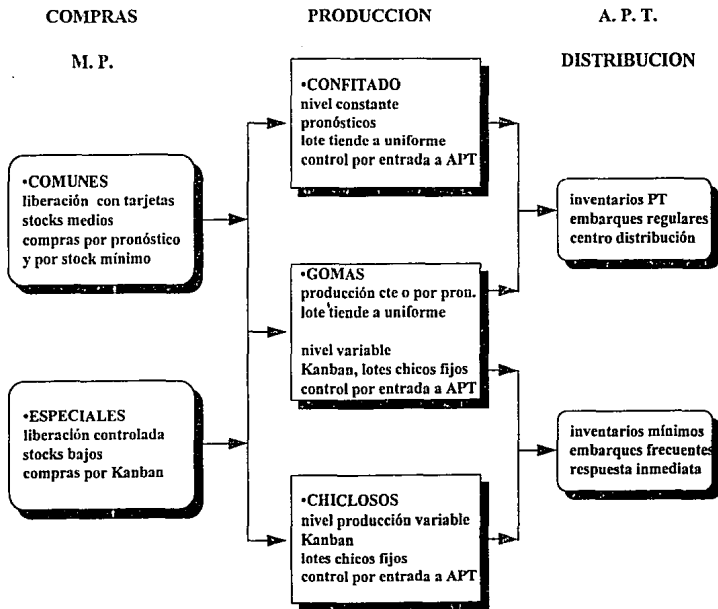 COMPRAS
M. P.
•COMUNES
liberación con tarjetas
stocks medios
compras por pronóstico
y por stock mínimo
•ESPECIALES
liberación controlada
stocks bajos
compras por Kanban
PRODUCCION
•CONFITADO
nivel constante
pronósticos
lote tiende a uniforme
control por entrada a APT
•GOMAS
producción cte o por pron.
lote tiende a uniforme
nivel variable
Kanban, lotes chicos fijos
control por entrada a APT
•CHICLOSOS
nivel producción variable
Kanban
lotes chicos fijos
control por entrada a APT
A. P. T.
DISTRIBUCION
inventarios PT
embarques regulares
centro distribución
inventarios mínimos
embarques frecuentes
respuesta inmediata